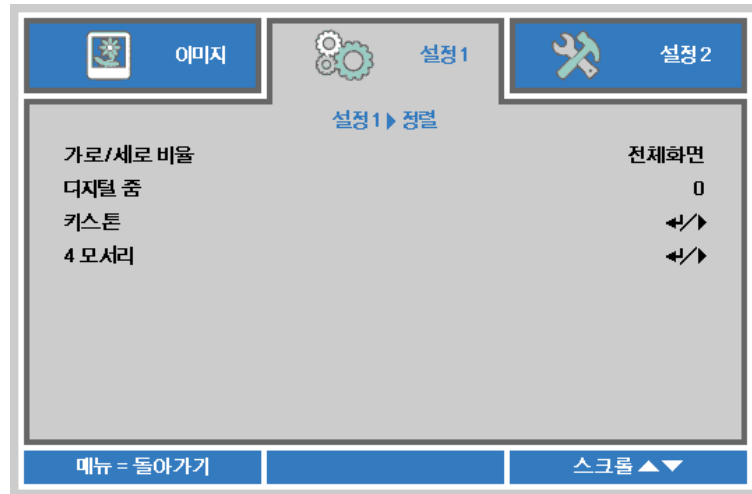 이미지
설정 1
설정 2
설정 1 ▶ 정렬
가로/세로 비율 전체화면
디지털 줌 0
키스톤 ↵/▶
4 모서리 ↵/▶
메뉴 = 돌아가기
스크롤 ▲▼